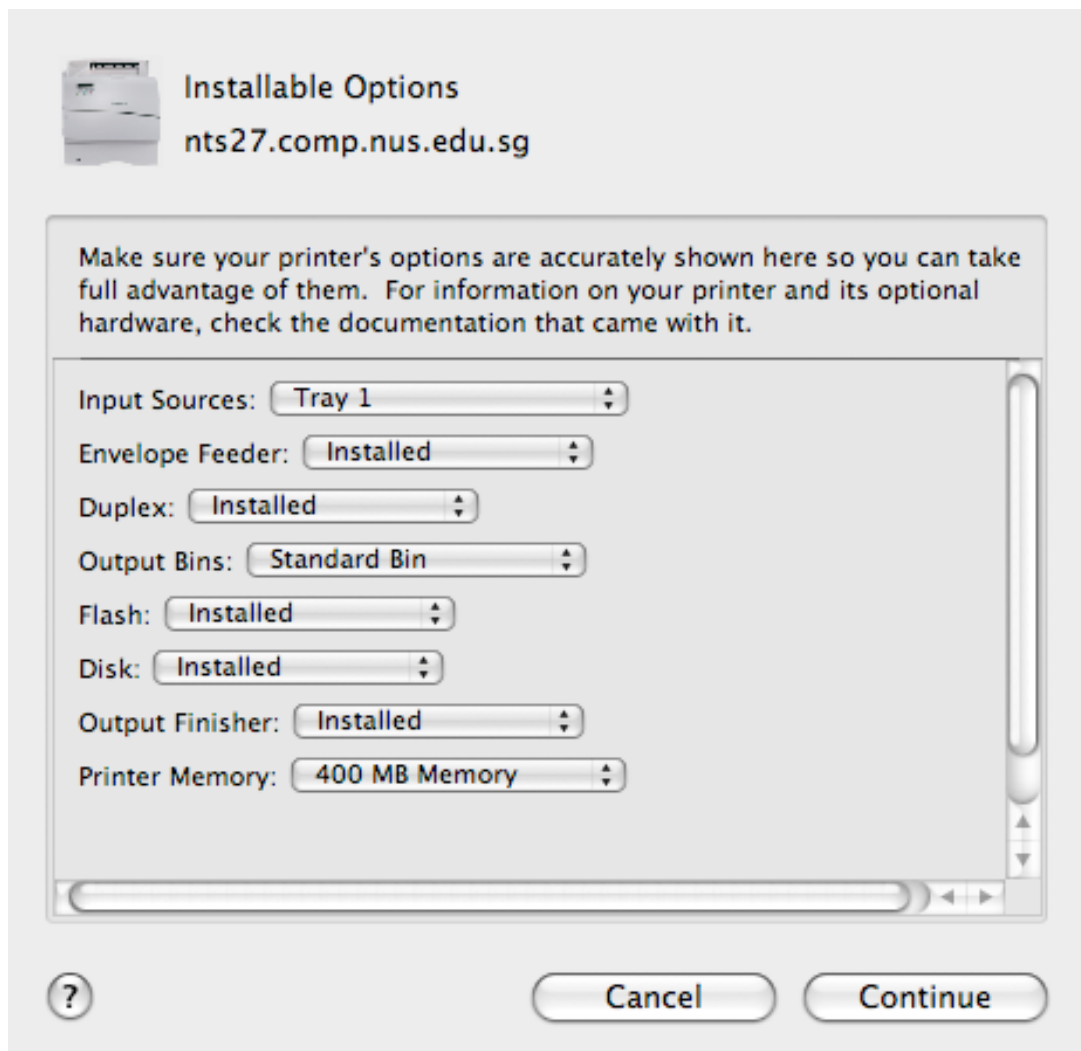 Installable Options
nts27.comp.nus.edu.sg
Make sure your printer's options are accurately shown here so you can take
full advantage of them.  For information on your printer and its optional
hardware, check the documentation that came with it.
Input Sources: Tray 1
Envelope Feeder: Installed
Duplex: Installed
Output Bins: Standard Bin
Flash: Installed
Disk: Installed
Output Finisher: Installed
Printer Memory: 400 MB Memory
? Cancel Continue